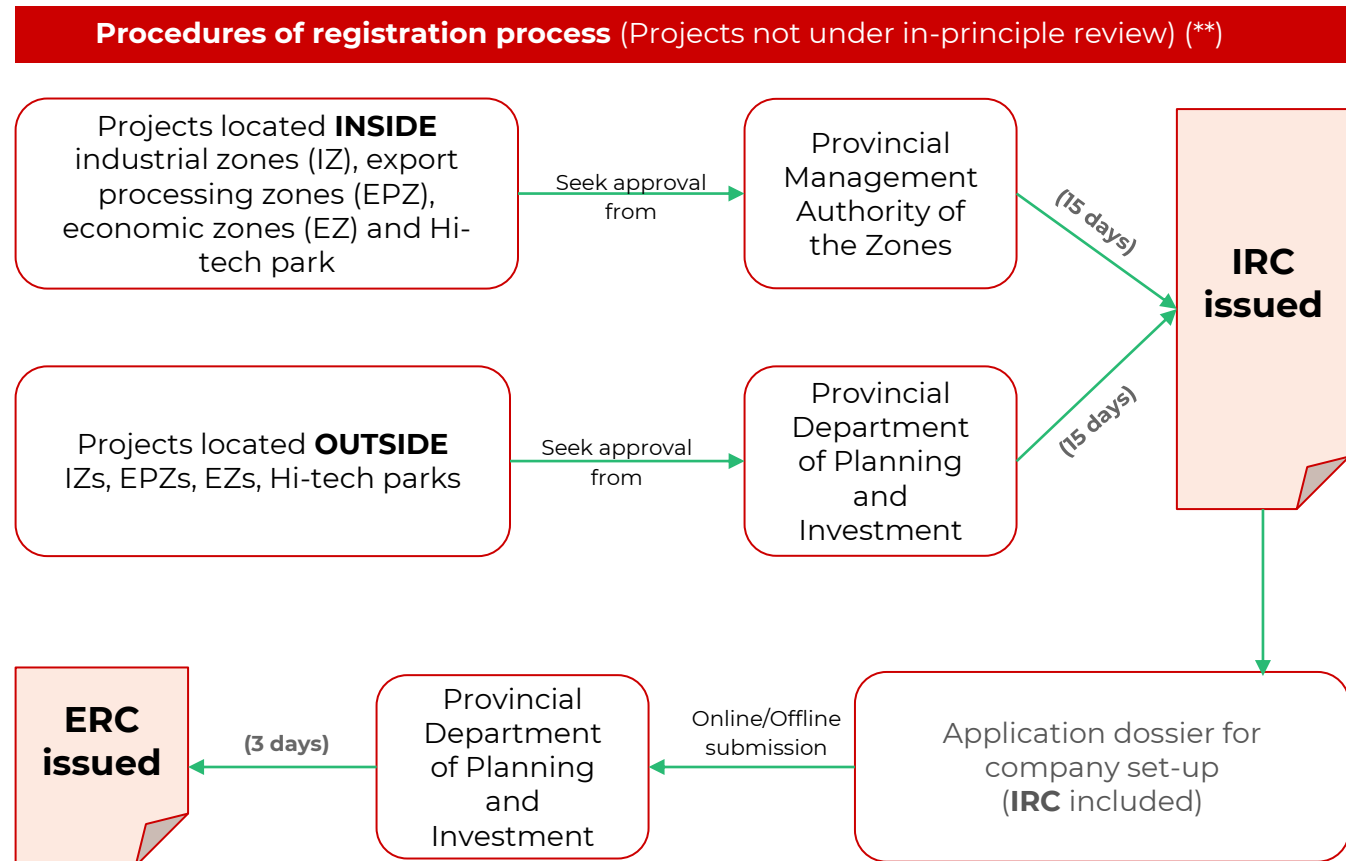 Procedures of registration process (Projects not under in-principle review) (**)
Projects located INSIDE
industrial zones (IZ), export
processing zones (EPZ),
economic zones (EZ) and Hi-
tech park
Seek approval
from
Provincial
Management
Authority of
the Zones
(15 days)
IRC
issued
Projects located OUTSIDE
IZs, EPZs, EZs, Hi-tech parks
Seek approval
from
Provincial
Department
of Planning
and
Investment
(15 days)
Application dossier for
company set-up
(IRC included)
Online/Offline
submission
Provincial
Department
of Planning
and
Investment
(3 days)
ERC
issued